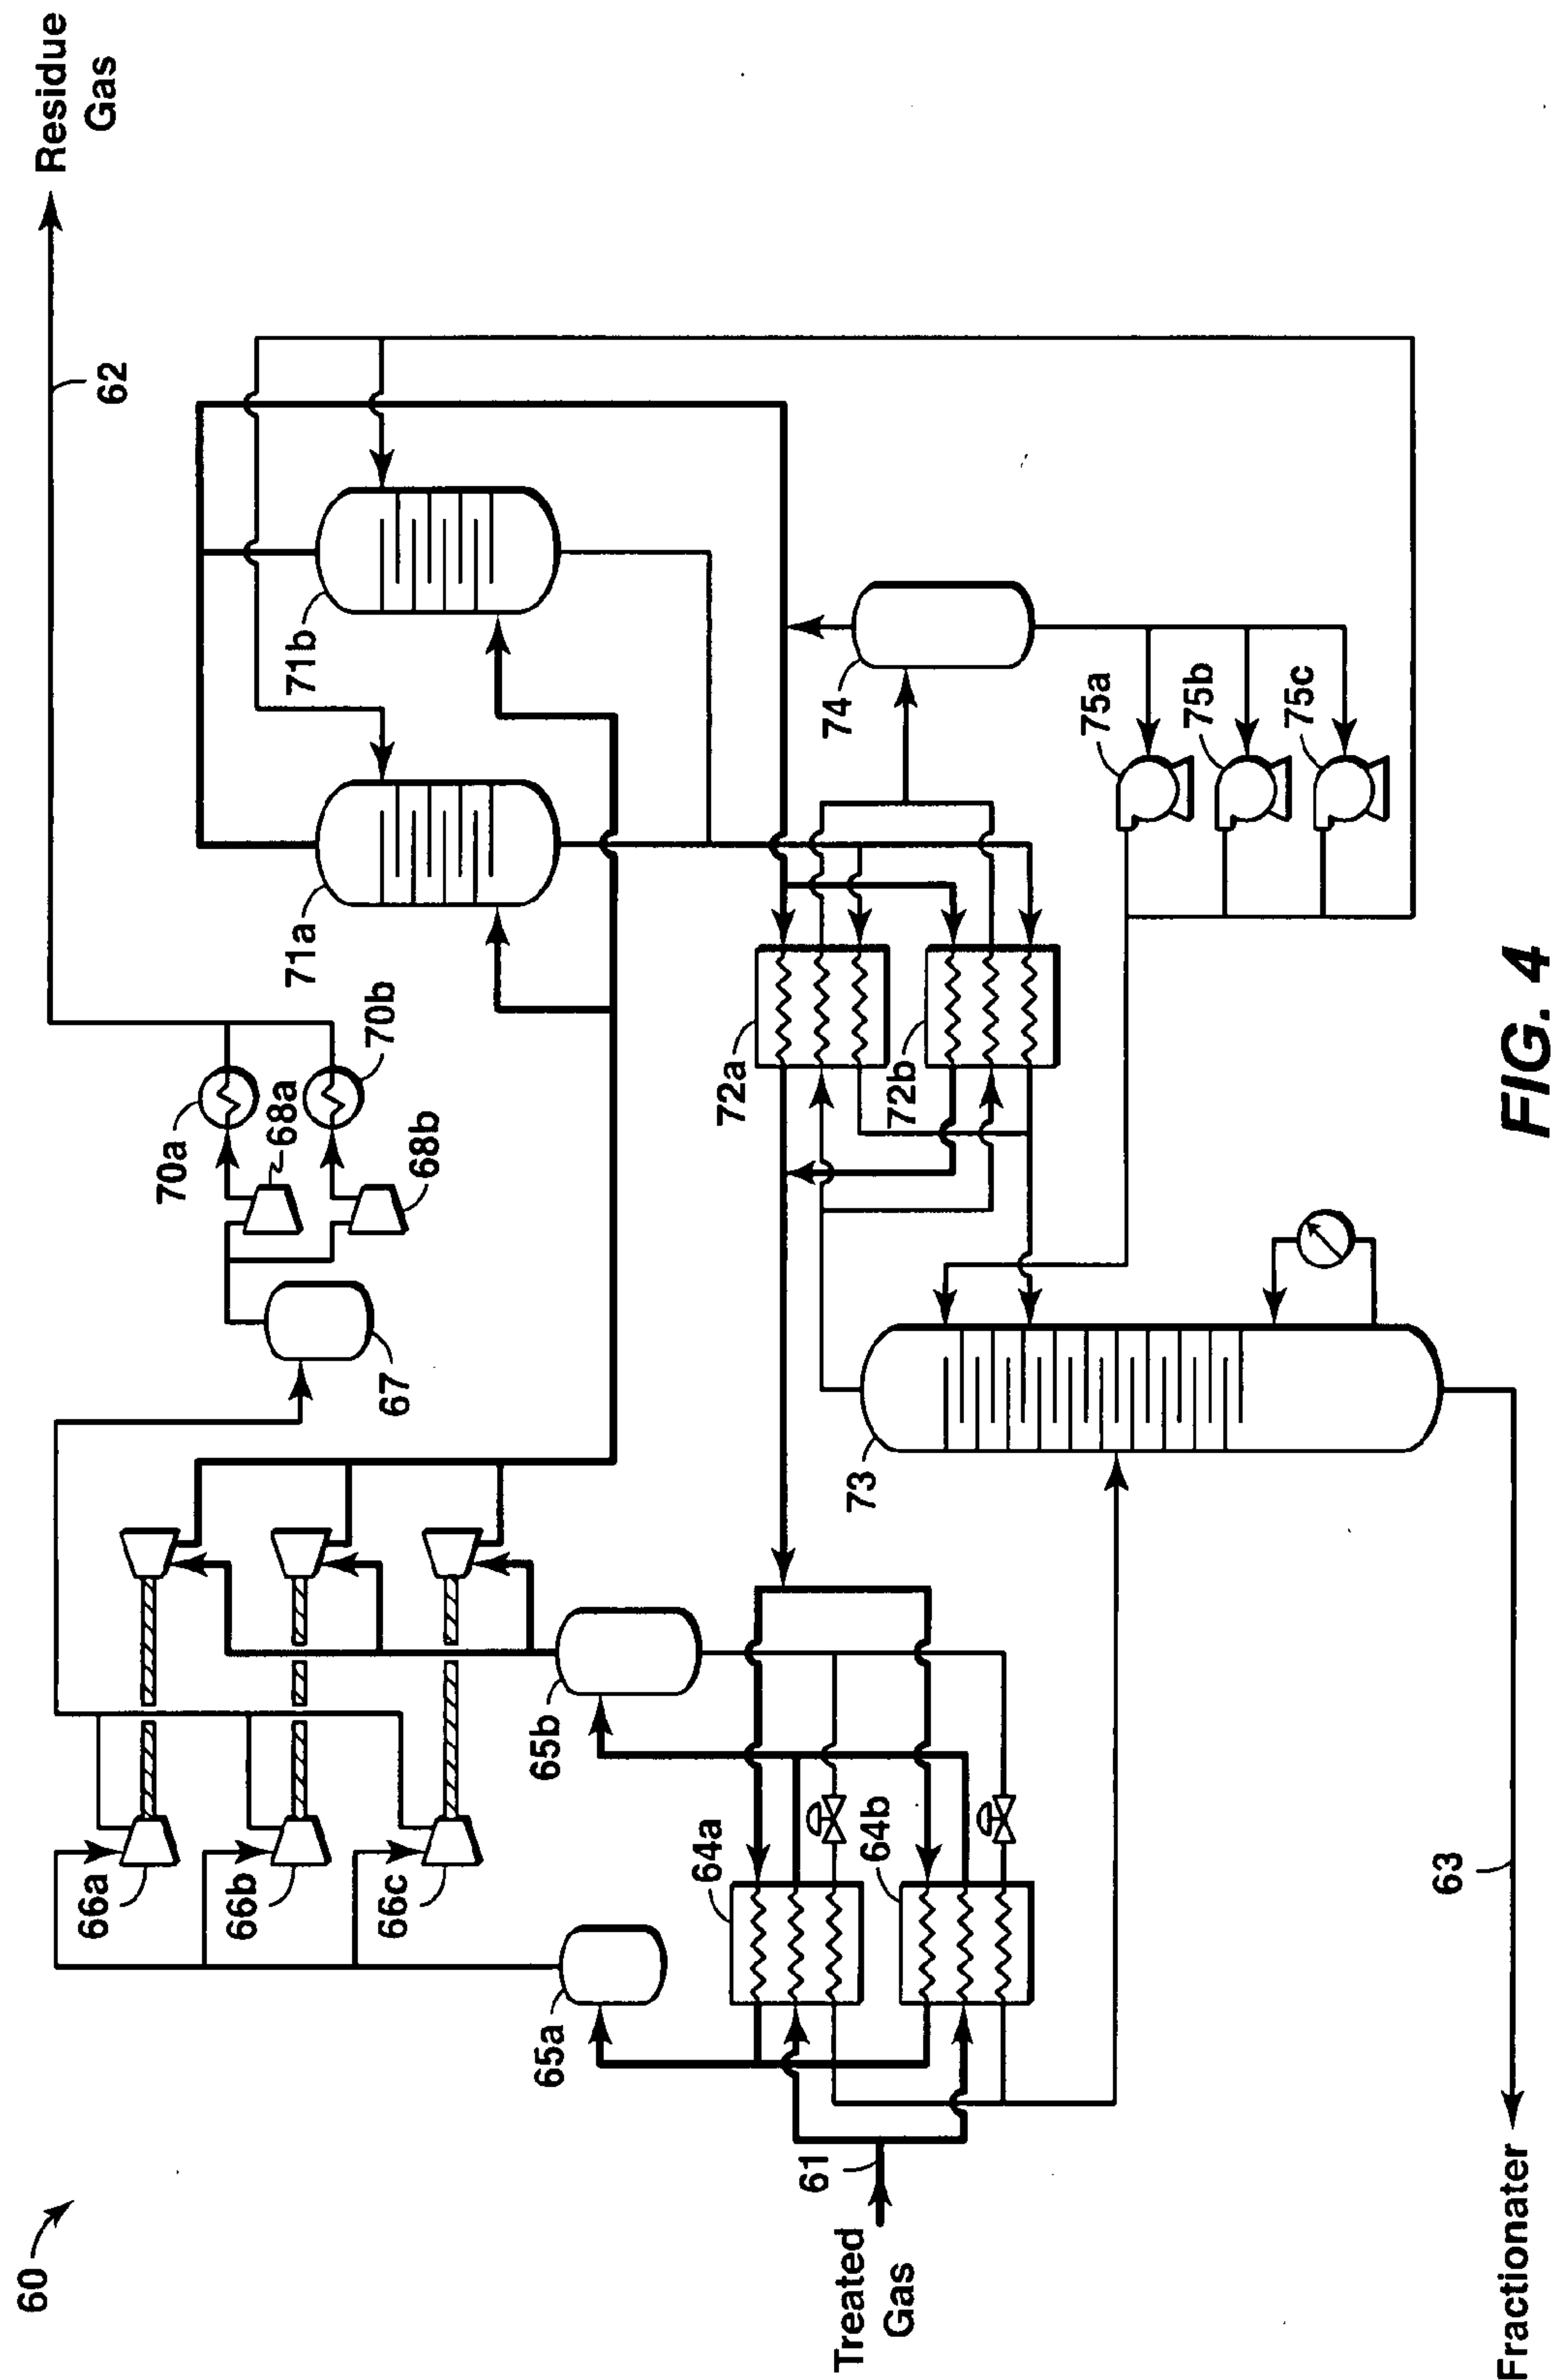 60
Treated
Gas
61
Fractionater
63
64a
64b
65a
65b
66a
66b
66c
67
68a
68b
70a
70b
62
Residue
Gas
71a
71b
72a
72b
73
74
75a
75b
75c
FIG. 4